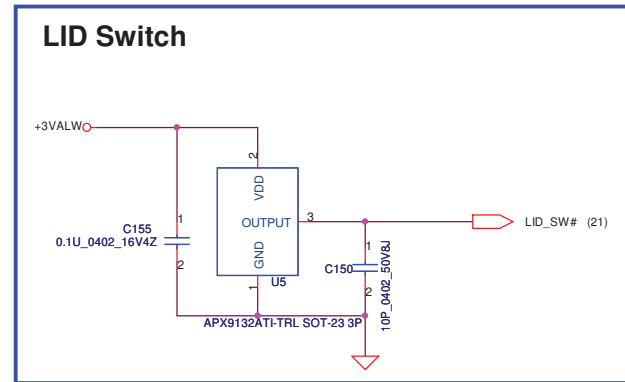 LID Switch
+3VALW
2
VDD
1
C155
0.1U_0402_16V4Z
2
OUTPUT
3
LID_SW# (21)
GND
1
U5
1
C150
2
10P_0402_50V8J
APX9132ATI-TRL SOT-23 3P